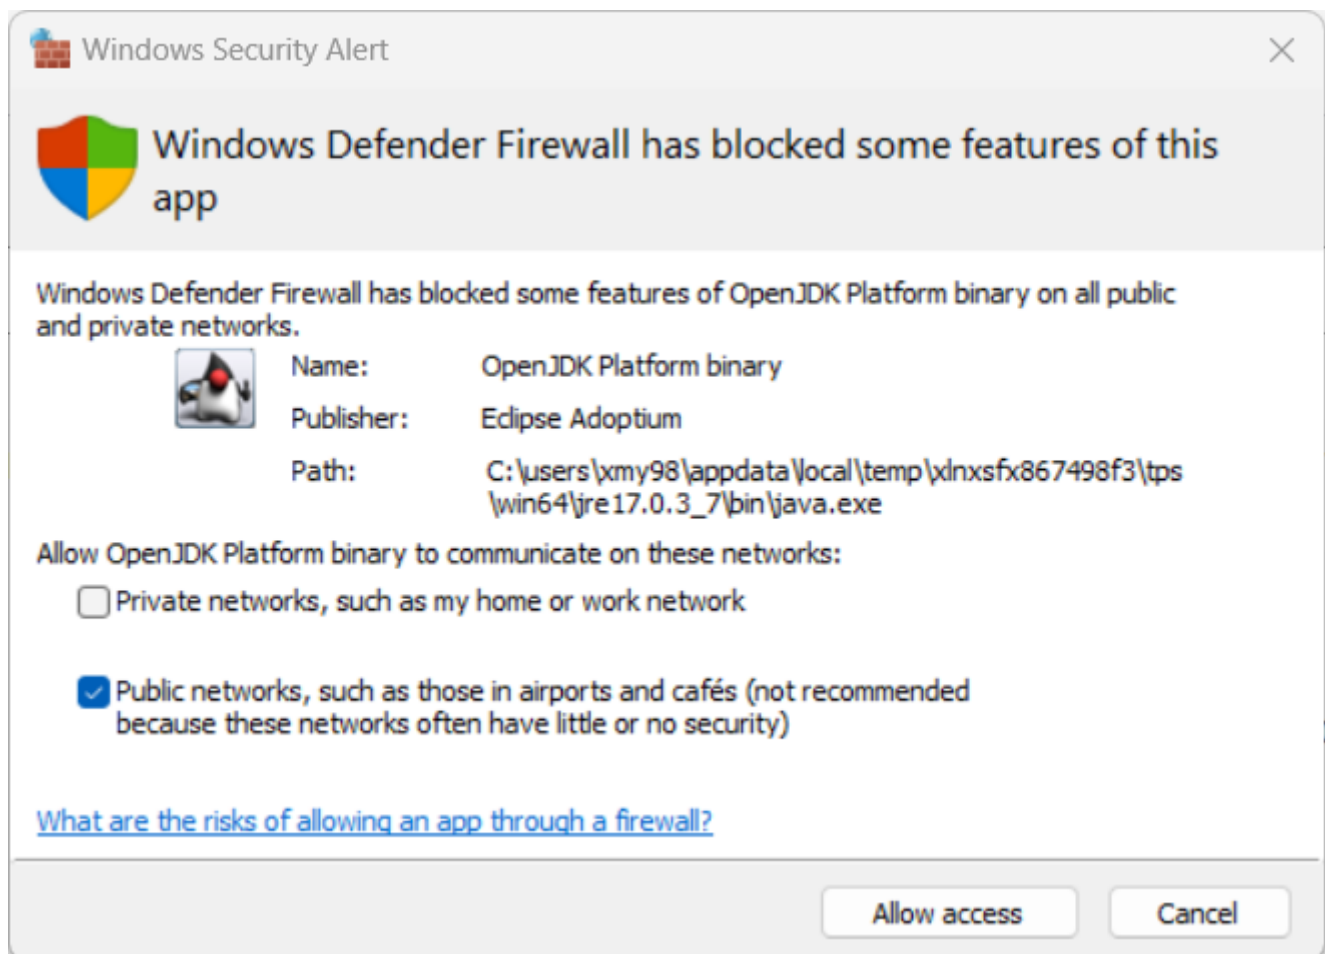 Windows Security Alert
Windows Defender Firewall has blocked some features of this
app
Windows Defender Firewall has blocked some features of OpenJDK Platform binary on all public
and private networks.
Name: OpenJDK Platform binary
Publisher: Eclipse Adoptium
Path: C:\users\xmy98\appdata\local\temp\xlnxsfx867498f3\tps
\win64\jre17.0.3_7\bin\java.exe
Allow OpenJDK Platform binary to communicate on these networks:
Private networks, such as my home or work network
Public networks, such as those in airports and cafés (not recommended
because these networks often have little or no security)
What are the risks of allowing an app through a firewall?
Allow access Cancel